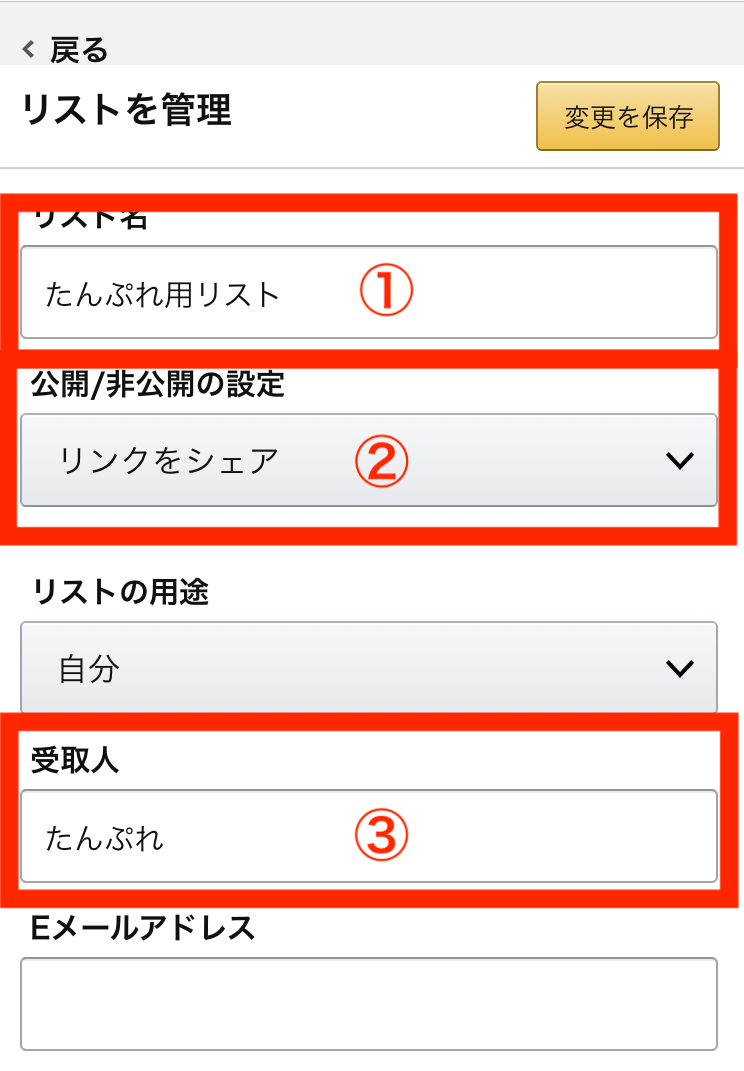 戻る
リストを管理
変更を保存
リスト名
たんぷれ用リスト
①
公開/非公開の設定
リンクをシェア
②
リストの用途
自分
受取人
たんぷれ
③
Eメールアドレス